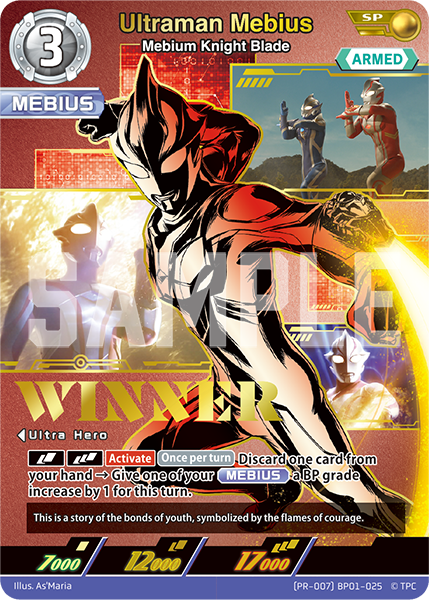 Ultraman Mebius
Medium Knight Blade
SP
ARMED
3
MEBIUS
SAMPLE
WINNER
Ultra Hero
Activate Once per turn Discard one card from
your hand → Give one of your MEBIUS a BP grade
increase by 1 for this turn.
This is a story of the bonds of youth, symbolized by the flames of courage.
7000 12000 17000
Illus. As'Maria [PR-007] BP01-025 © TPC